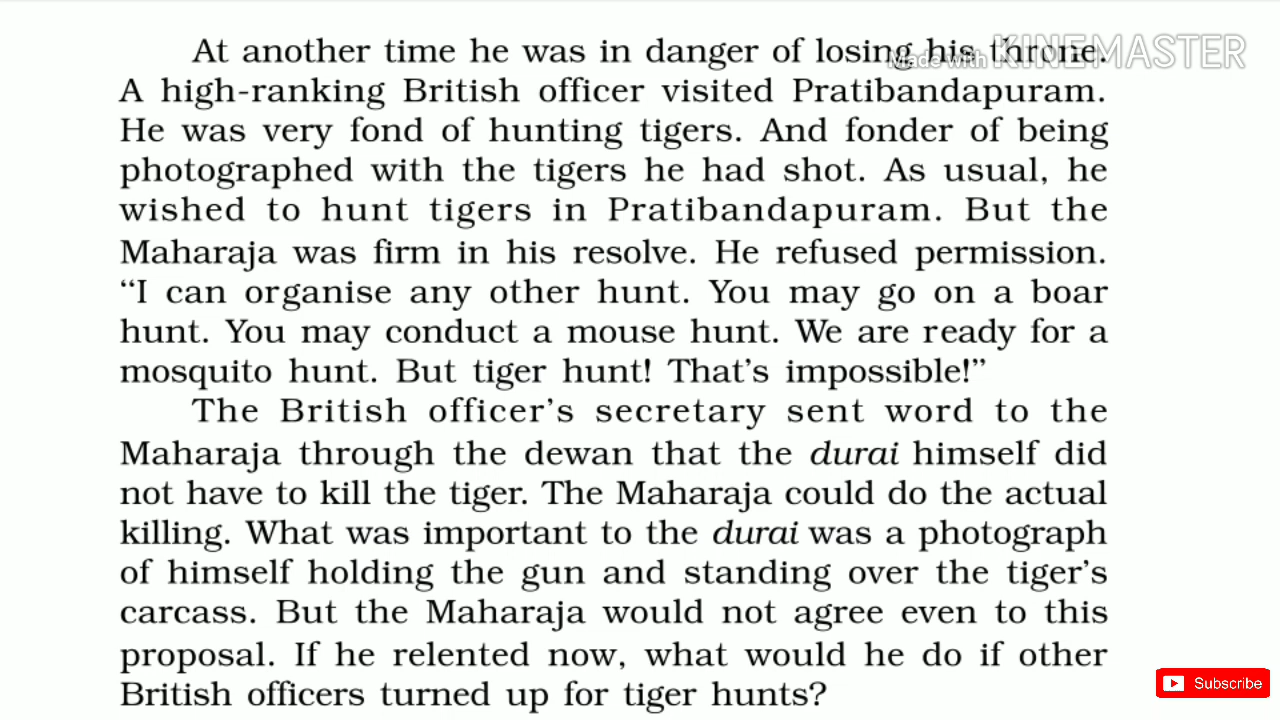 At another time he was in danger of losing his throne.
Made with KINEMASTER
A high-ranking British officer visited Pratibandapuram.
He was very fond of hunting tigers. And fonder of being
photographed with the tigers he had shot. As usual, he
wished to hunt tigers in Pratibandapuram. But the
Maharaja was firm in his resolve. He refused permission.
“I can organise any other hunt. You may go on a boar
hunt. You may conduct a mouse hunt. We are ready for a
mosquito hunt. But tiger hunt! That’s impossible!”
The British officer’s secretary sent word to the
Maharaja through the dewan that the durai himself did
not have to kill the tiger. The Maharaja could do the actual
killing. What was important to the durai was a photograph
of himself holding the gun and standing over the tiger’s
carcass. But the Maharaja would not agree even to this
proposal. If he relented now, what would he do if other
British officers turned up for tiger hunts?
Subscribe